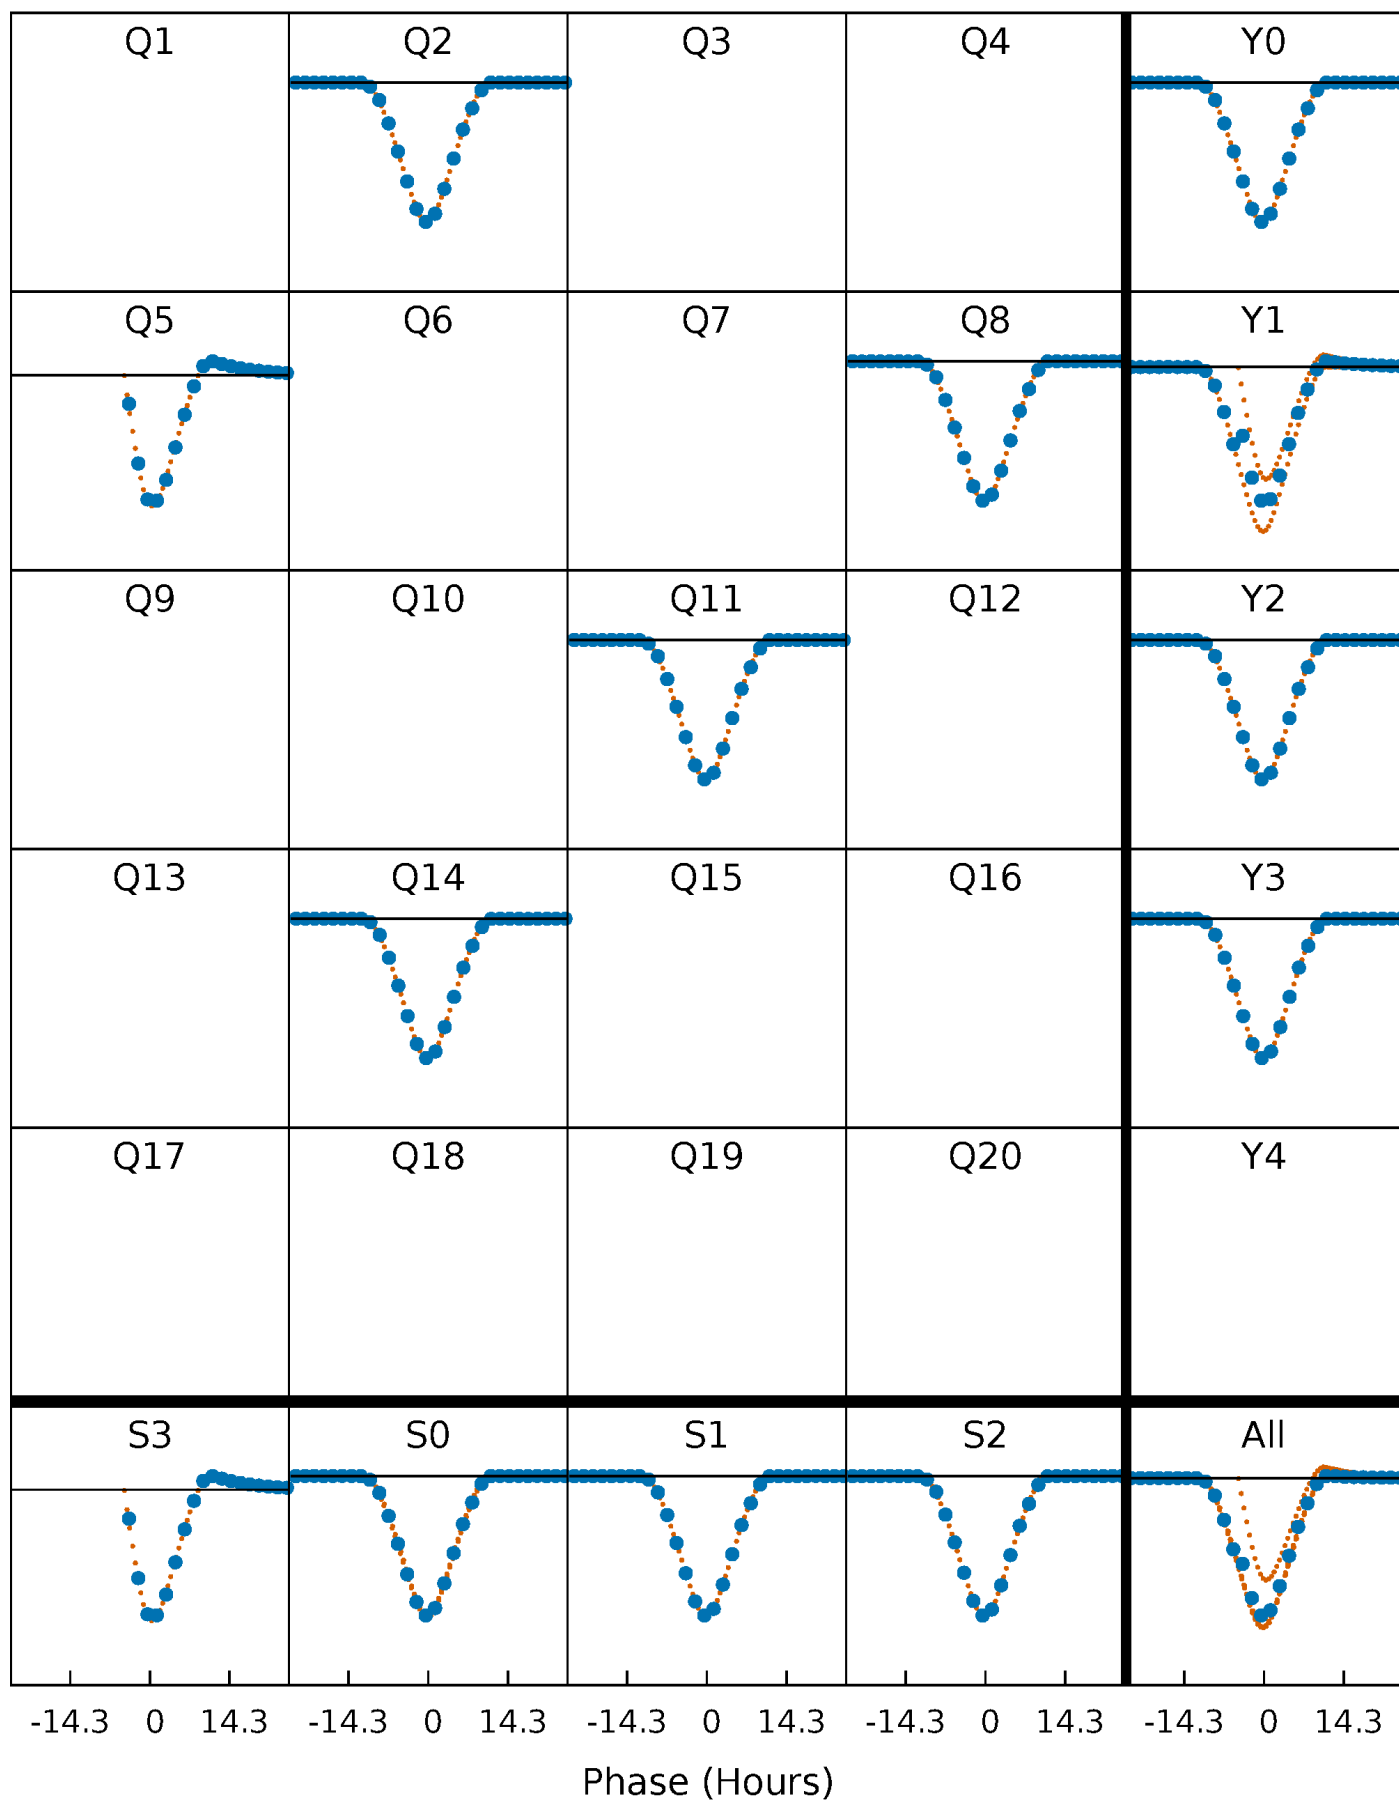 Q1 Q2 Q3 Q4 Y0
Q5 Q6 Q7 Q8 Y1
Q9 Q10 Q11 Q12 Y2
Q13 Q14 Q15 Q16 Y3
Q17 Q18 Q19 Q20 Y4
S3 S0 S1 S2 All
-14.3 0 14.3 -14.3 0 14.3 -14.3 0 14.3 -14.3 0 14.3 -14.3 0 14.3
Phase (Hours)